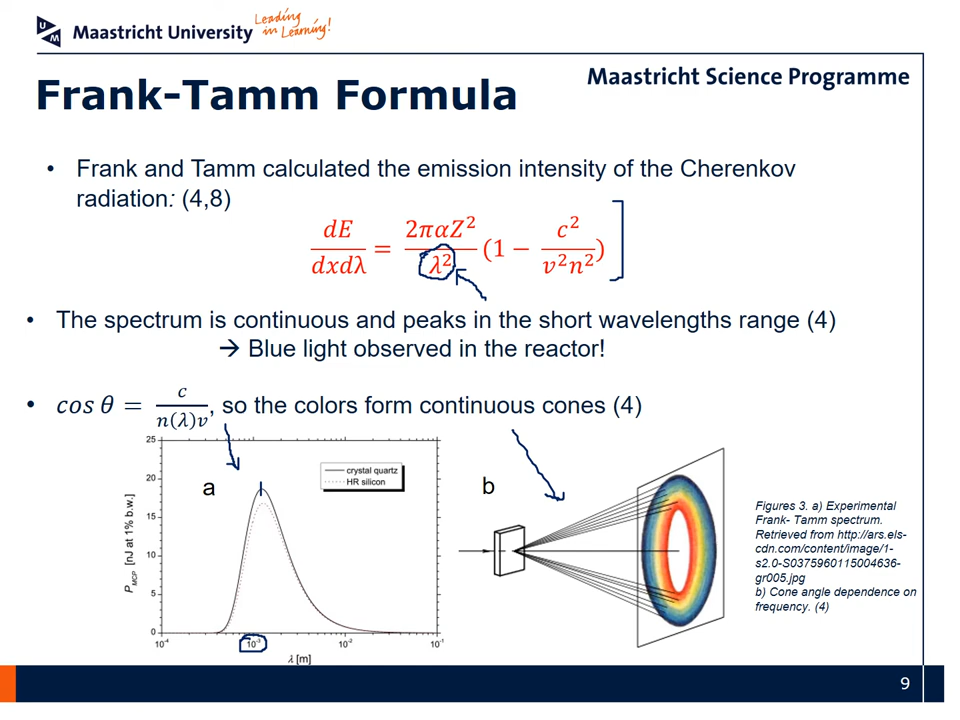 UM
Maastricht University
Leading
in Learning!
Maastricht Science Programme
Frank-Tamm Formula
• Frank and Tamm calculated the emission intensity of the Cherenkov
radiation: (4,8)
dE/dxdλ = 2παZ²/λ² (1 − c²/v²n²)
• The spectrum is continuous and peaks in the short wavelengths range (4)
→ Blue light observed in the reactor!
• cos θ = c/n(λ)v, so the colors form continuous cones (4)
a
crystal quartz
HR silicon
25
20
15
10
5
0
P_MCP [nJ at 1% b.w.]
10⁻⁴ 10⁻³ 10⁻² 10⁻¹
λ [m]
b
Figures 3. a) Experimental
Frank- Tamm spectrum.
Retrieved from http://ars.els-
cdn.com/content/image/1-
s2.0-S0375960115004636-
gr005.jpg
b) Cone angle dependence on
frequency. (4)
9